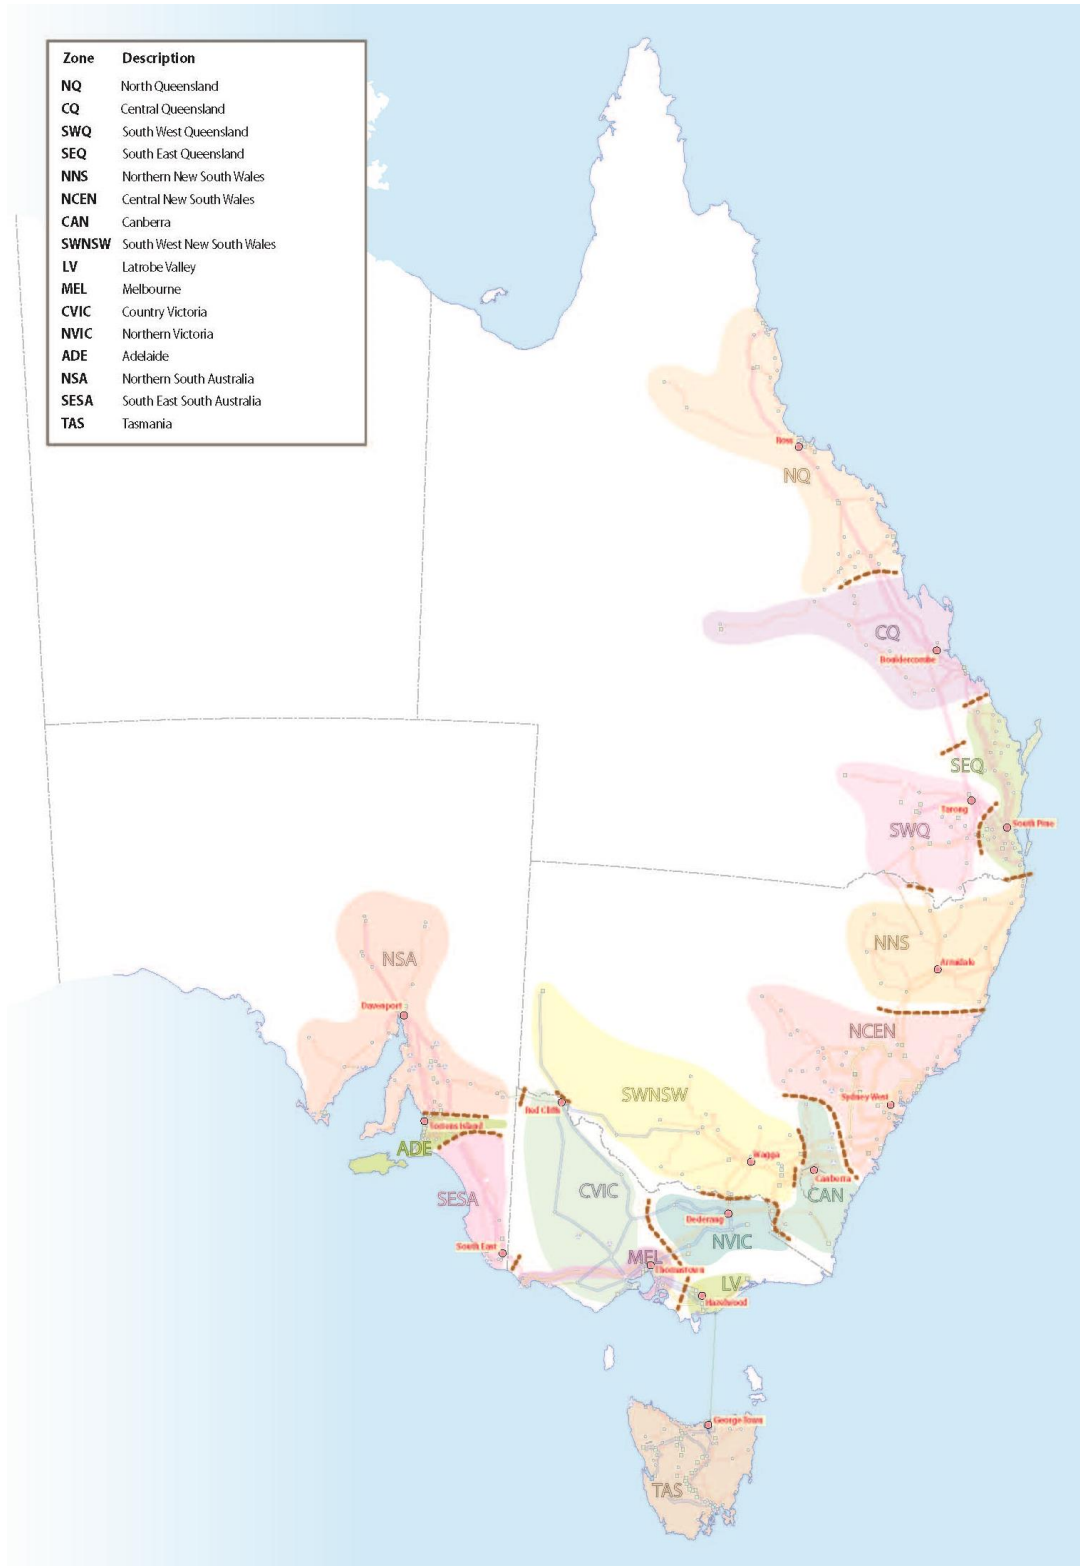 Zone Description
NQ North Queensland
CQ Central Queensland
SWQ South West Queensland
SEQ South East Queensland
NNS Northern New South Wales
NCEN Central New South Wales
CAN Canberra
SWNSW South West New South Wales
LV Latrobe Valley
MEL Melbourne
CVIC Country Victoria
NVIC Northern Victoria
ADE Adelaide
NSA Northern South Australia
SESA South East South Australia
TAS Tasmania
Ross
NQ
CQ
Bouldercombe
SEQ
Tarong
SWQ
South Pine
NNS
NSA
Armidale
Davenport
NCEN
SWNSW
Sydney West
Red Cliffs
Torrens Island
ADE
Wagga
Canberra
CVIC
CAN
SESA
Dederang
NVIC
South East
MEL
Thomastown
LV
Hazelwood
George Town
TAS